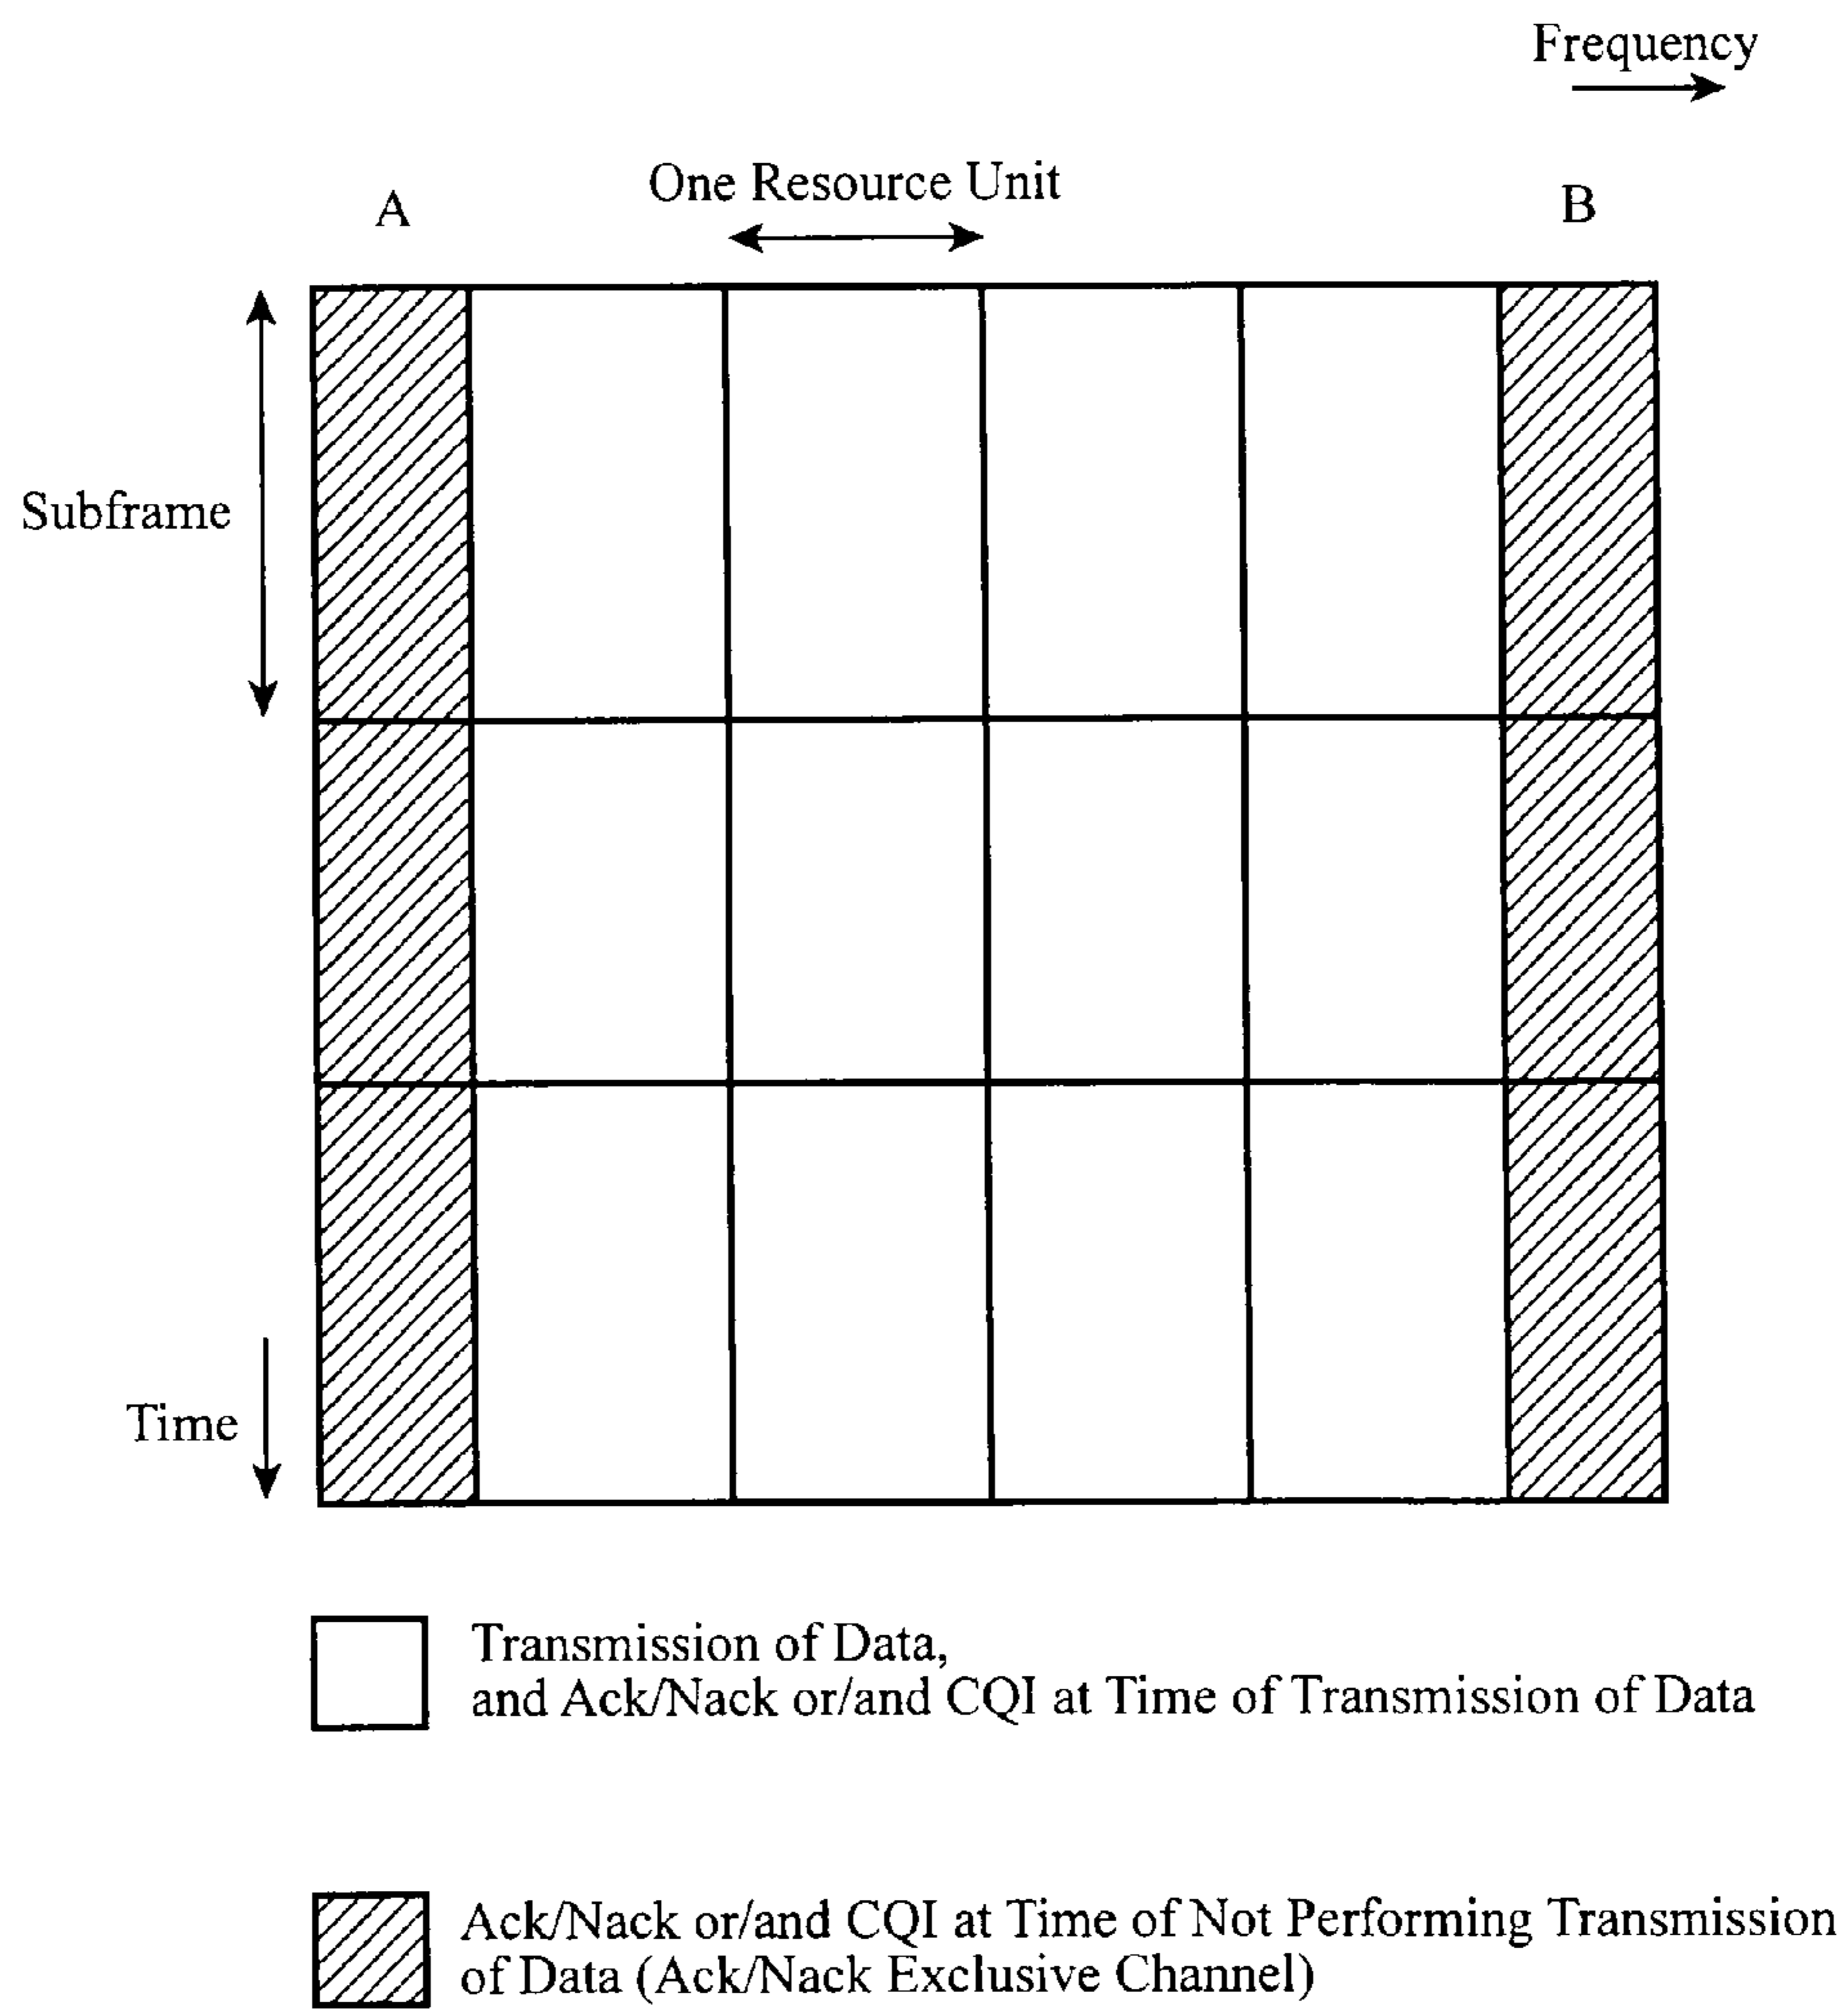 Frequency
One Resource Unit
A
B
Subframe
Time
Transmission of Data,
and Ack/Nack or/and CQI at Time of Transmission of Data
Ack/Nack or/and CQI at Time of Not Performing Transmission
of Data (Ack/Nack Exclusive Channel)